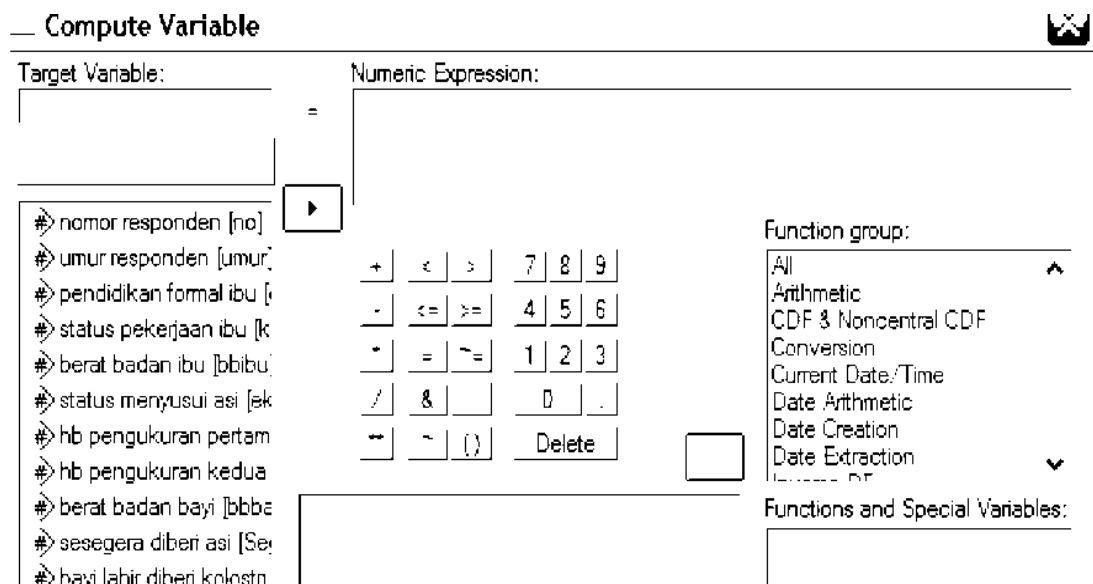 Compute Variable
Target Variable:
Numeric Expression:
=
nomor responden [no]
umur responden [umur]
pendidikan formal ibu [
status pekerjaan ibu [k
berat badan ibu [bbibu]
status menyusui asi [ek
hb pengukuran pertam
hb pengukuran kedua
berat badan bayi [bbba
sesegera diberi asi [Seg
bayi lahir diberi kolostr
+ < > 7 8 9
- <= >= 4 5 6
* = ~= 1 2 3
/ & 0 .
** ~ () Delete
Function group:
All
Arithmetic
CDF & Noncentral CDF
Conversion
Current Date/Time
Date Arithmetic
Date Creation
Date Extraction
Functions and Special Variables: